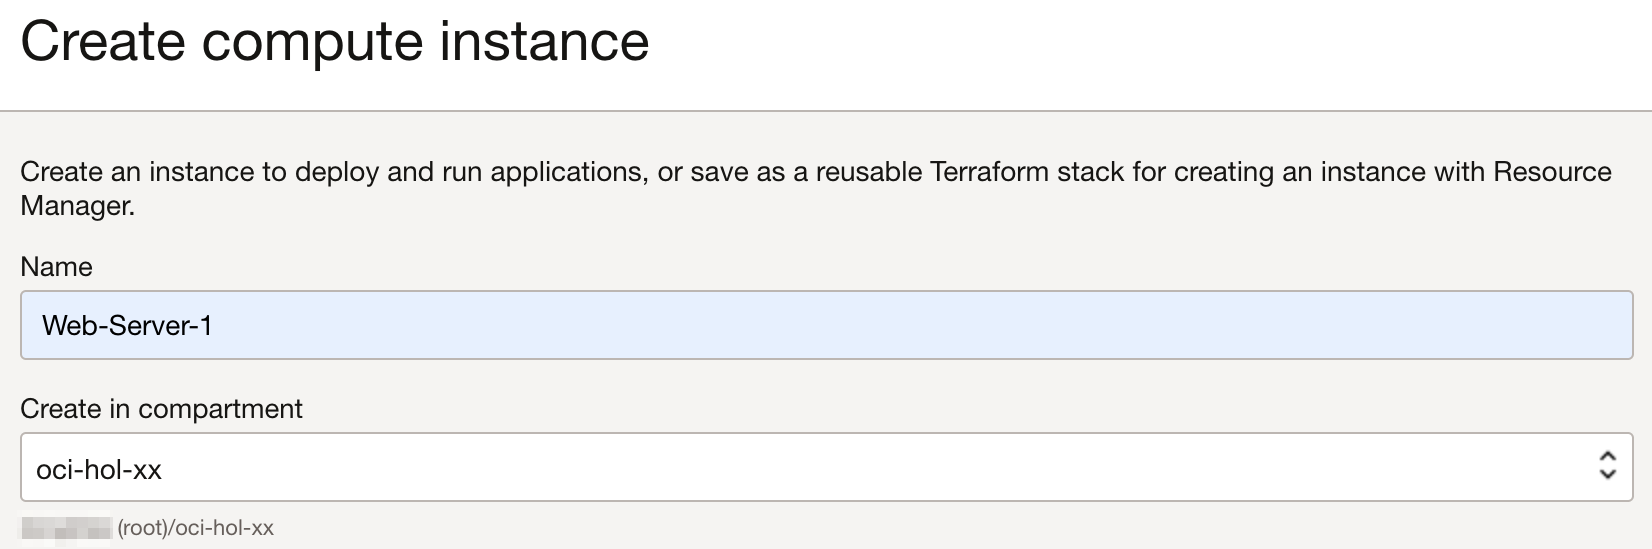 Create compute instance
Create an instance to deploy and run applications, or save as a reusable Terraform stack for creating an instance with Resource
Manager.
Name
Web-Server-1
Create in compartment
oci-hol-xx
(root)/oci-hol-xx